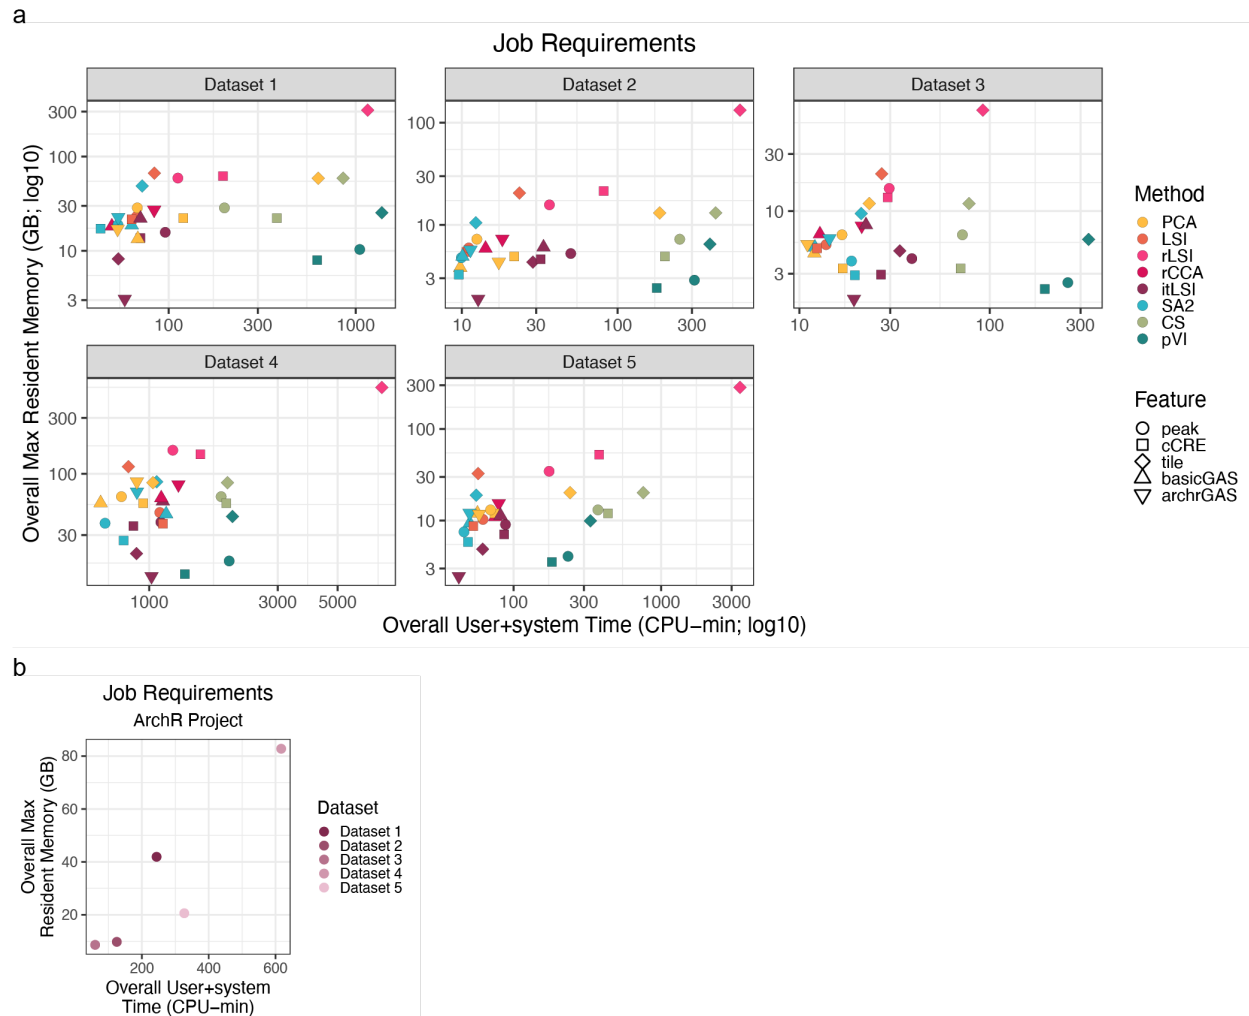 a
Job Requirements
Dataset 1
Dataset 2
Dataset 3
300
100
30
10
3
100
300
1000
100
30
10
3
10
30
100
300
30
10
3
10
30
100
300
Overall Max Resident Memory (GB; log10)
Dataset 4
Dataset 5
300
100
30
1000
3000
5000
300
100
30
10
3
100
300
1000
3000
Overall User+system Time (CPU−min; log10)
Method
PCA
LSI
rLSI
rCCA
itLSI
SA2
CS
pVI
Feature
peak
cCRE
tile
basicGAS
archrGAS
b
Job Requirements
ArchR Project
Overall Max
Resident Memory (GB)
80
60
40
20
200
400
600
Overall User+system
Time (CPU−min)
Dataset
Dataset 1
Dataset 2
Dataset 3
Dataset 4
Dataset 5